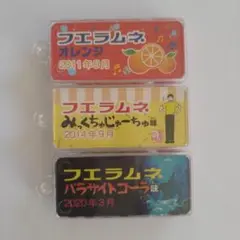 フエラムネ
オレンジ
2011年6月
フエラムネ
みっくちゅじゅーちゅ味
2014年9月
フエラムネ
パラサイトコーラ味
2020年3月